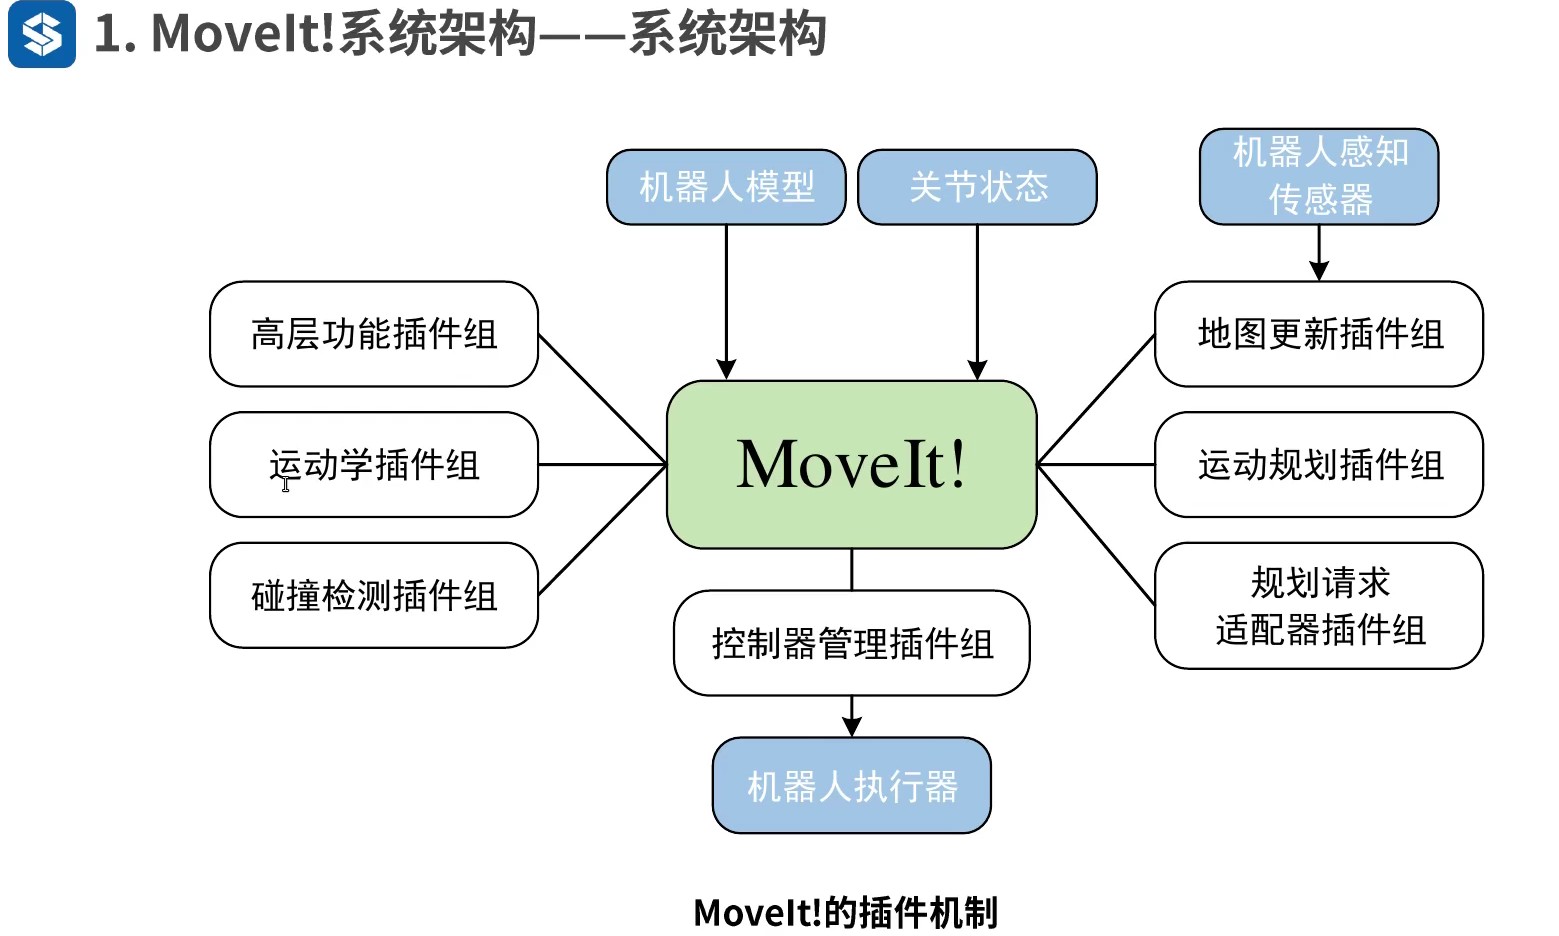 1. MoveIt!系统架构——系统架构
机器人模型
关节状态
机器人感知
传感器
高层功能插件组
地图更新插件组
运动学插件组
MoveIt!
运动规划插件组
碰撞检测插件组
规划请求
适配器插件组
控制器管理插件组
机器人执行器
MoveIt!的插件机制